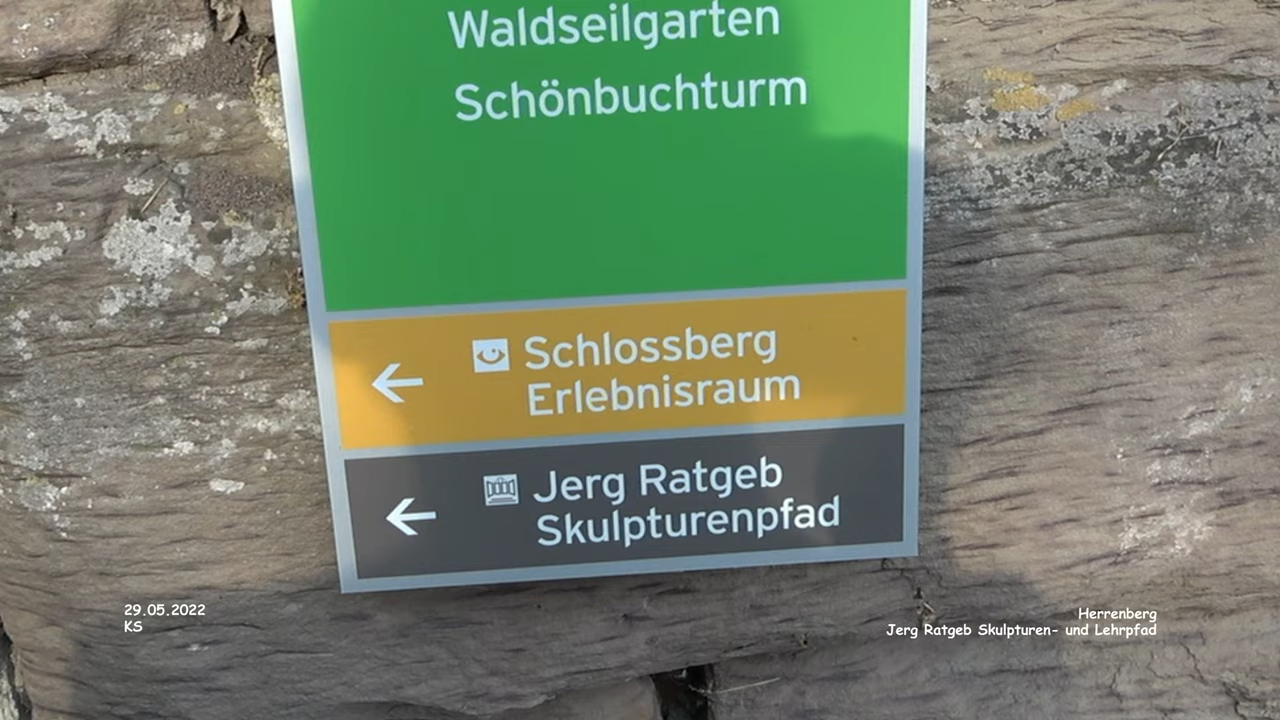 Waldseilgarten
Schönbuchturm
Schlossberg
Erlebnisraum
Jerg Ratgeb
Skulpturenpfad
29.05.2022
KS
Herrenberg
Jerg Ratgeb Skulpturen- und Lehrpfad